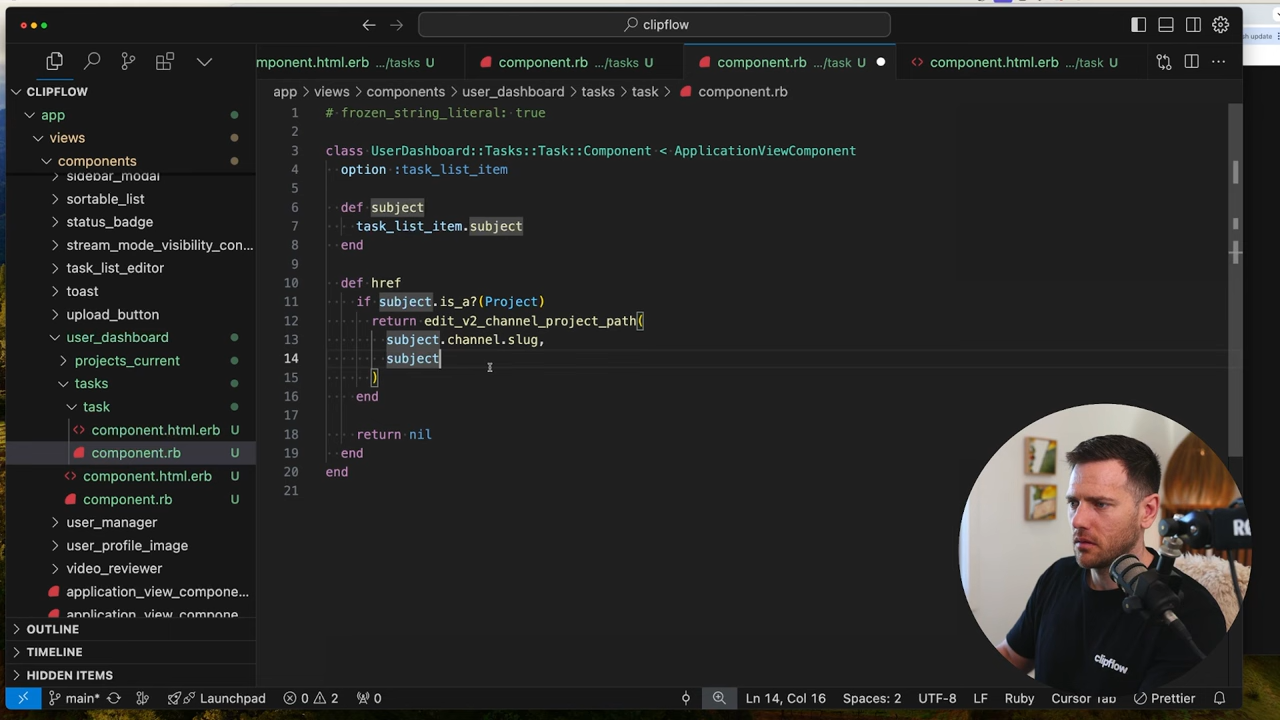 clipflow
sh update
component.html.erb .../tasks U
component.rb .../tasks U
component.rb .../task U
component.html.erb .../task U
CLIPFLOW
app > views > components > user_dashboard > tasks > task > component.rb
app
views
components
sidebar_modal
sortable_list
status_badge
stream_mode_visibility_con...
task_list_editor
toast
upload_button
user_dashboard
projects_current
tasks
task
component.html.erb U
component.rb U
component.html.erb U
component.rb U
user_manager
user_profile_image
video_reviewer
application_view_compone...
application_view_compone
OUTLINE
TIMELINE
HIDDEN ITEMS
1 # frozen_string_literal: true
2
3 class UserDashboard::Tasks::Task::Component < ApplicationViewComponent
4 option :task_list_item
5
6 def subject
7 task_list_item.subject
8 end
9
10 def href
11 if subject.is_a?(Project)
12 return edit_v2_channel_project_path(
13 subject.channel.slug,
14 subject
15 )
16 end
17
18 return nil
19 end
20 end
21
clipflow
main* Launchpad 0 2 0 Ln 14, Col 16 Spaces: 2 UTF-8 LF Ruby Cursor Tab Prettier